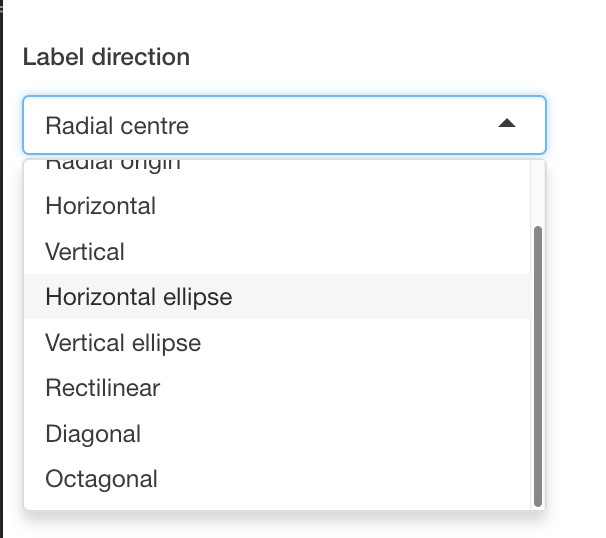 Label direction
Radial centre
Radial origin
Horizontal
Vertical
Horizontal ellipse
Vertical ellipse
Rectilinear
Diagonal
Octagonal